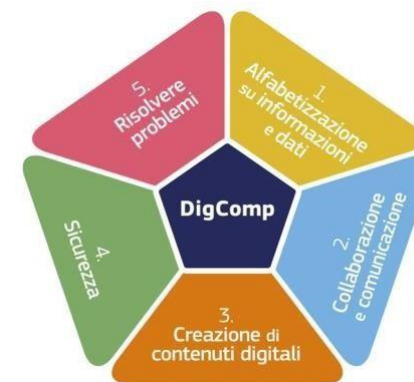 DigComp
1.
Alfabetizzazione
su informazioni
e dati
2.
Collaborazione
e comunicazione
3.
Creazione di
contenuti digitali
4.
Sicurezza
5.
Risolvere
problemi